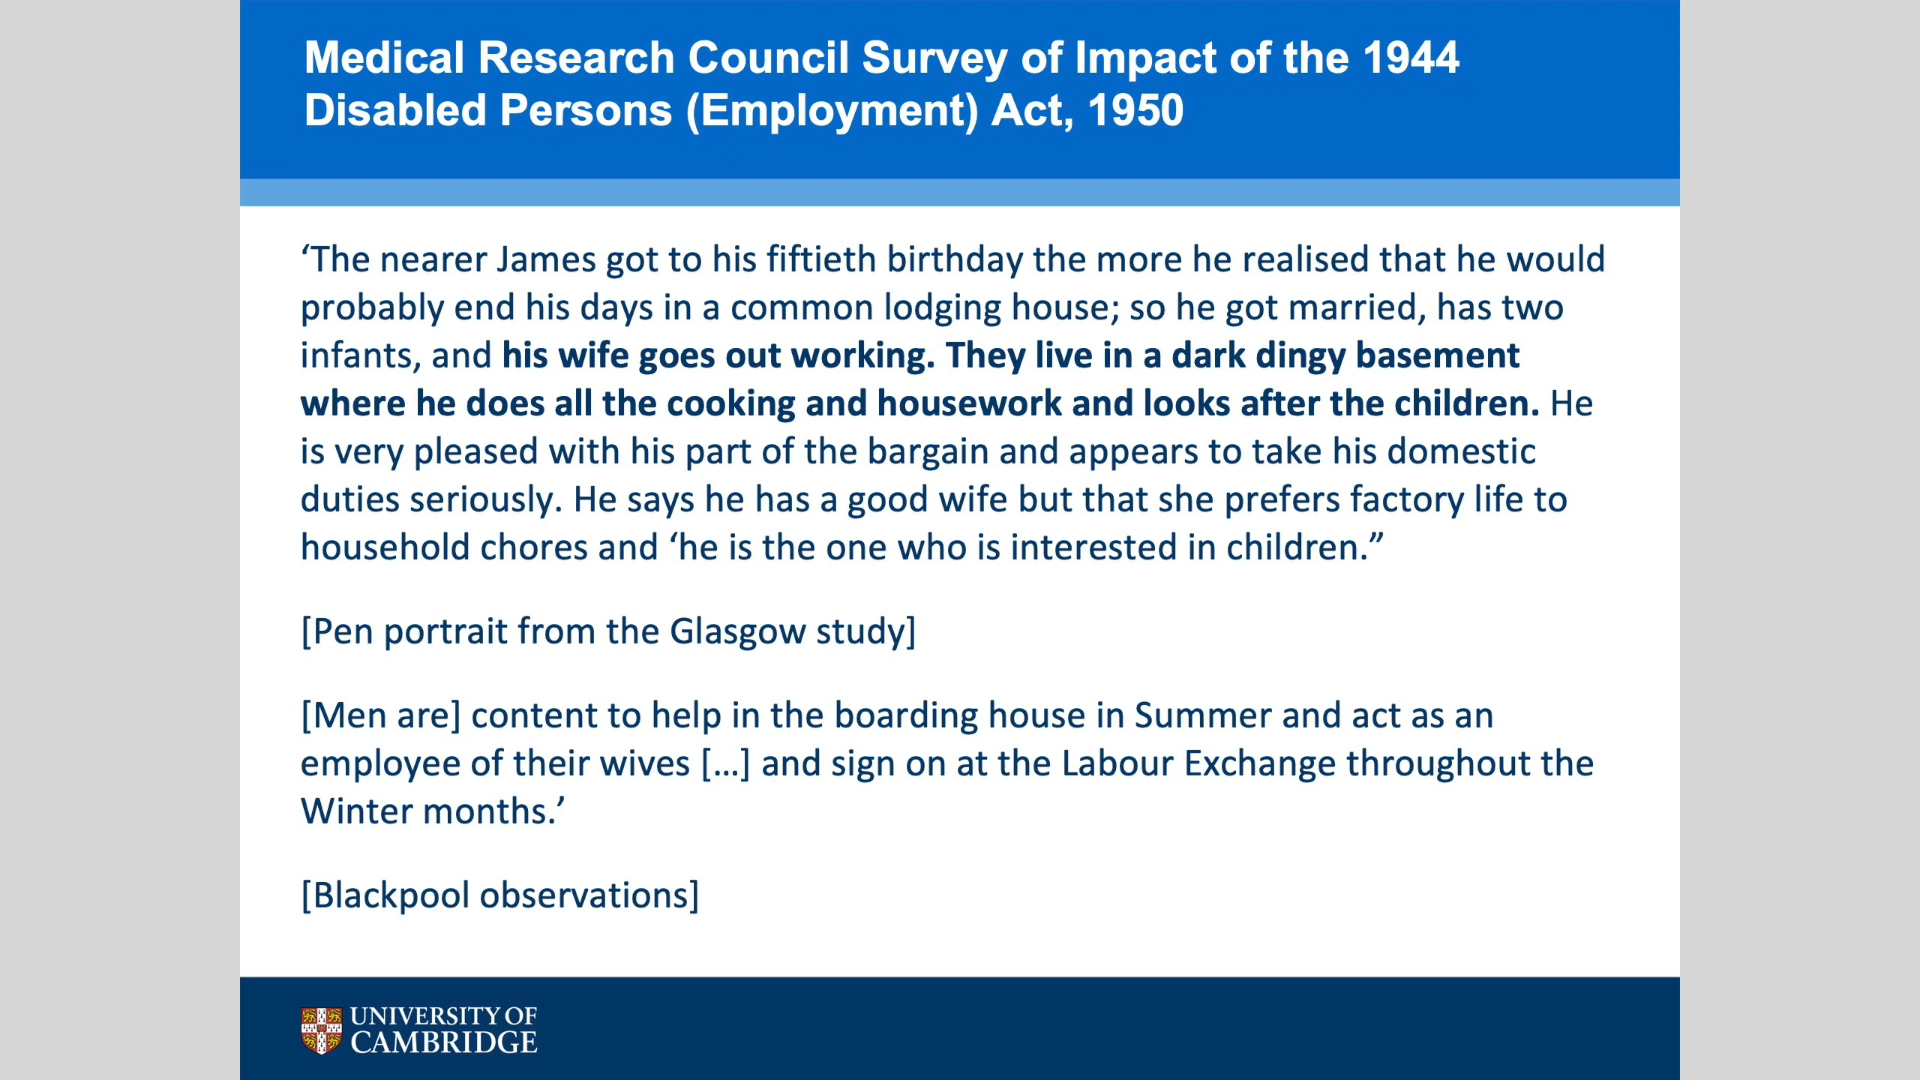 Medical Research Council Survey of Impact of the 1944
Disabled Persons (Employment) Act, 1950
‘The nearer James got to his fiftieth birthday the more he realised that he would
probably end his days in a common lodging house; so he got married, has two
infants, and his wife goes out working. They live in a dark dingy basement
where he does all the cooking and housework and looks after the children. He
is very pleased with his part of the bargain and appears to take his domestic
duties seriously. He says he has a good wife but that she prefers factory life to
household chores and ‘he is the one who is interested in children.”
[Pen portrait from the Glasgow study]
[Men are] content to help in the boarding house in Summer and act as an
employee of their wives […] and sign on at the Labour Exchange throughout the
Winter months.’
[Blackpool observations]
UNIVERSITY OF
CAMBRIDGE